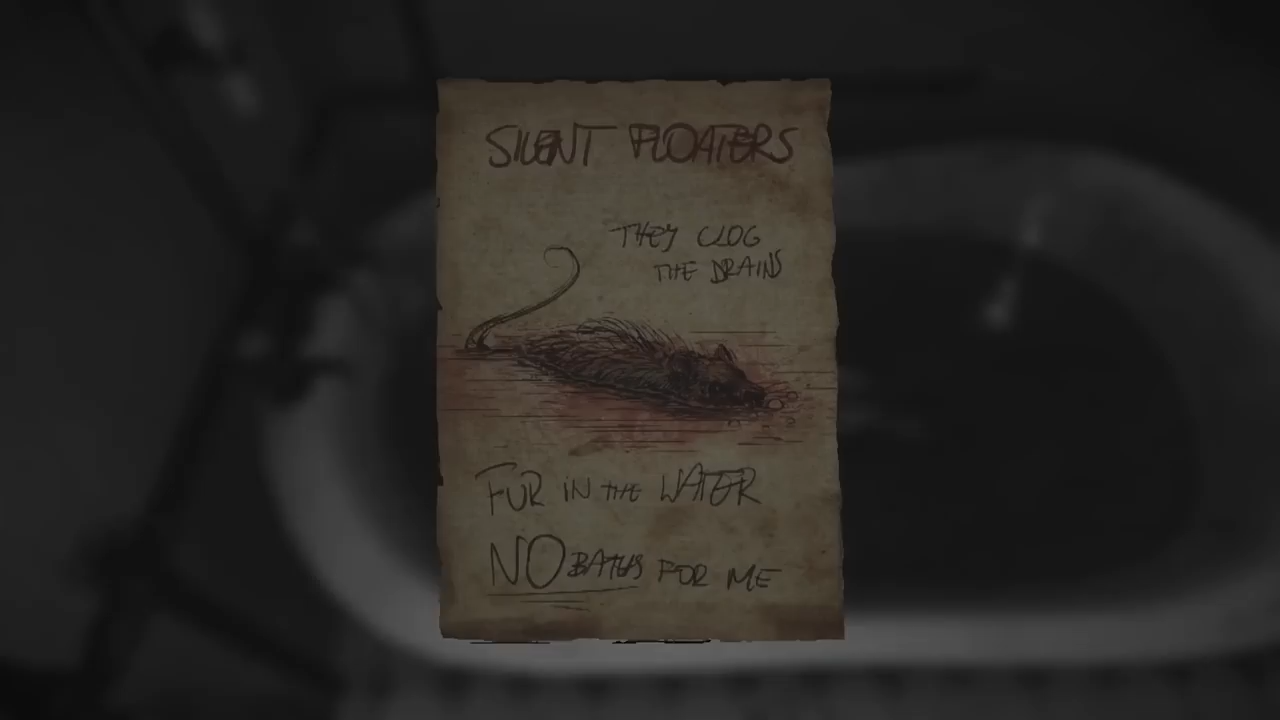 SILENT FLOATERS
THEY CLOG
THE DRAINS
FUR IN THE WATER
NO BATHS FOR ME